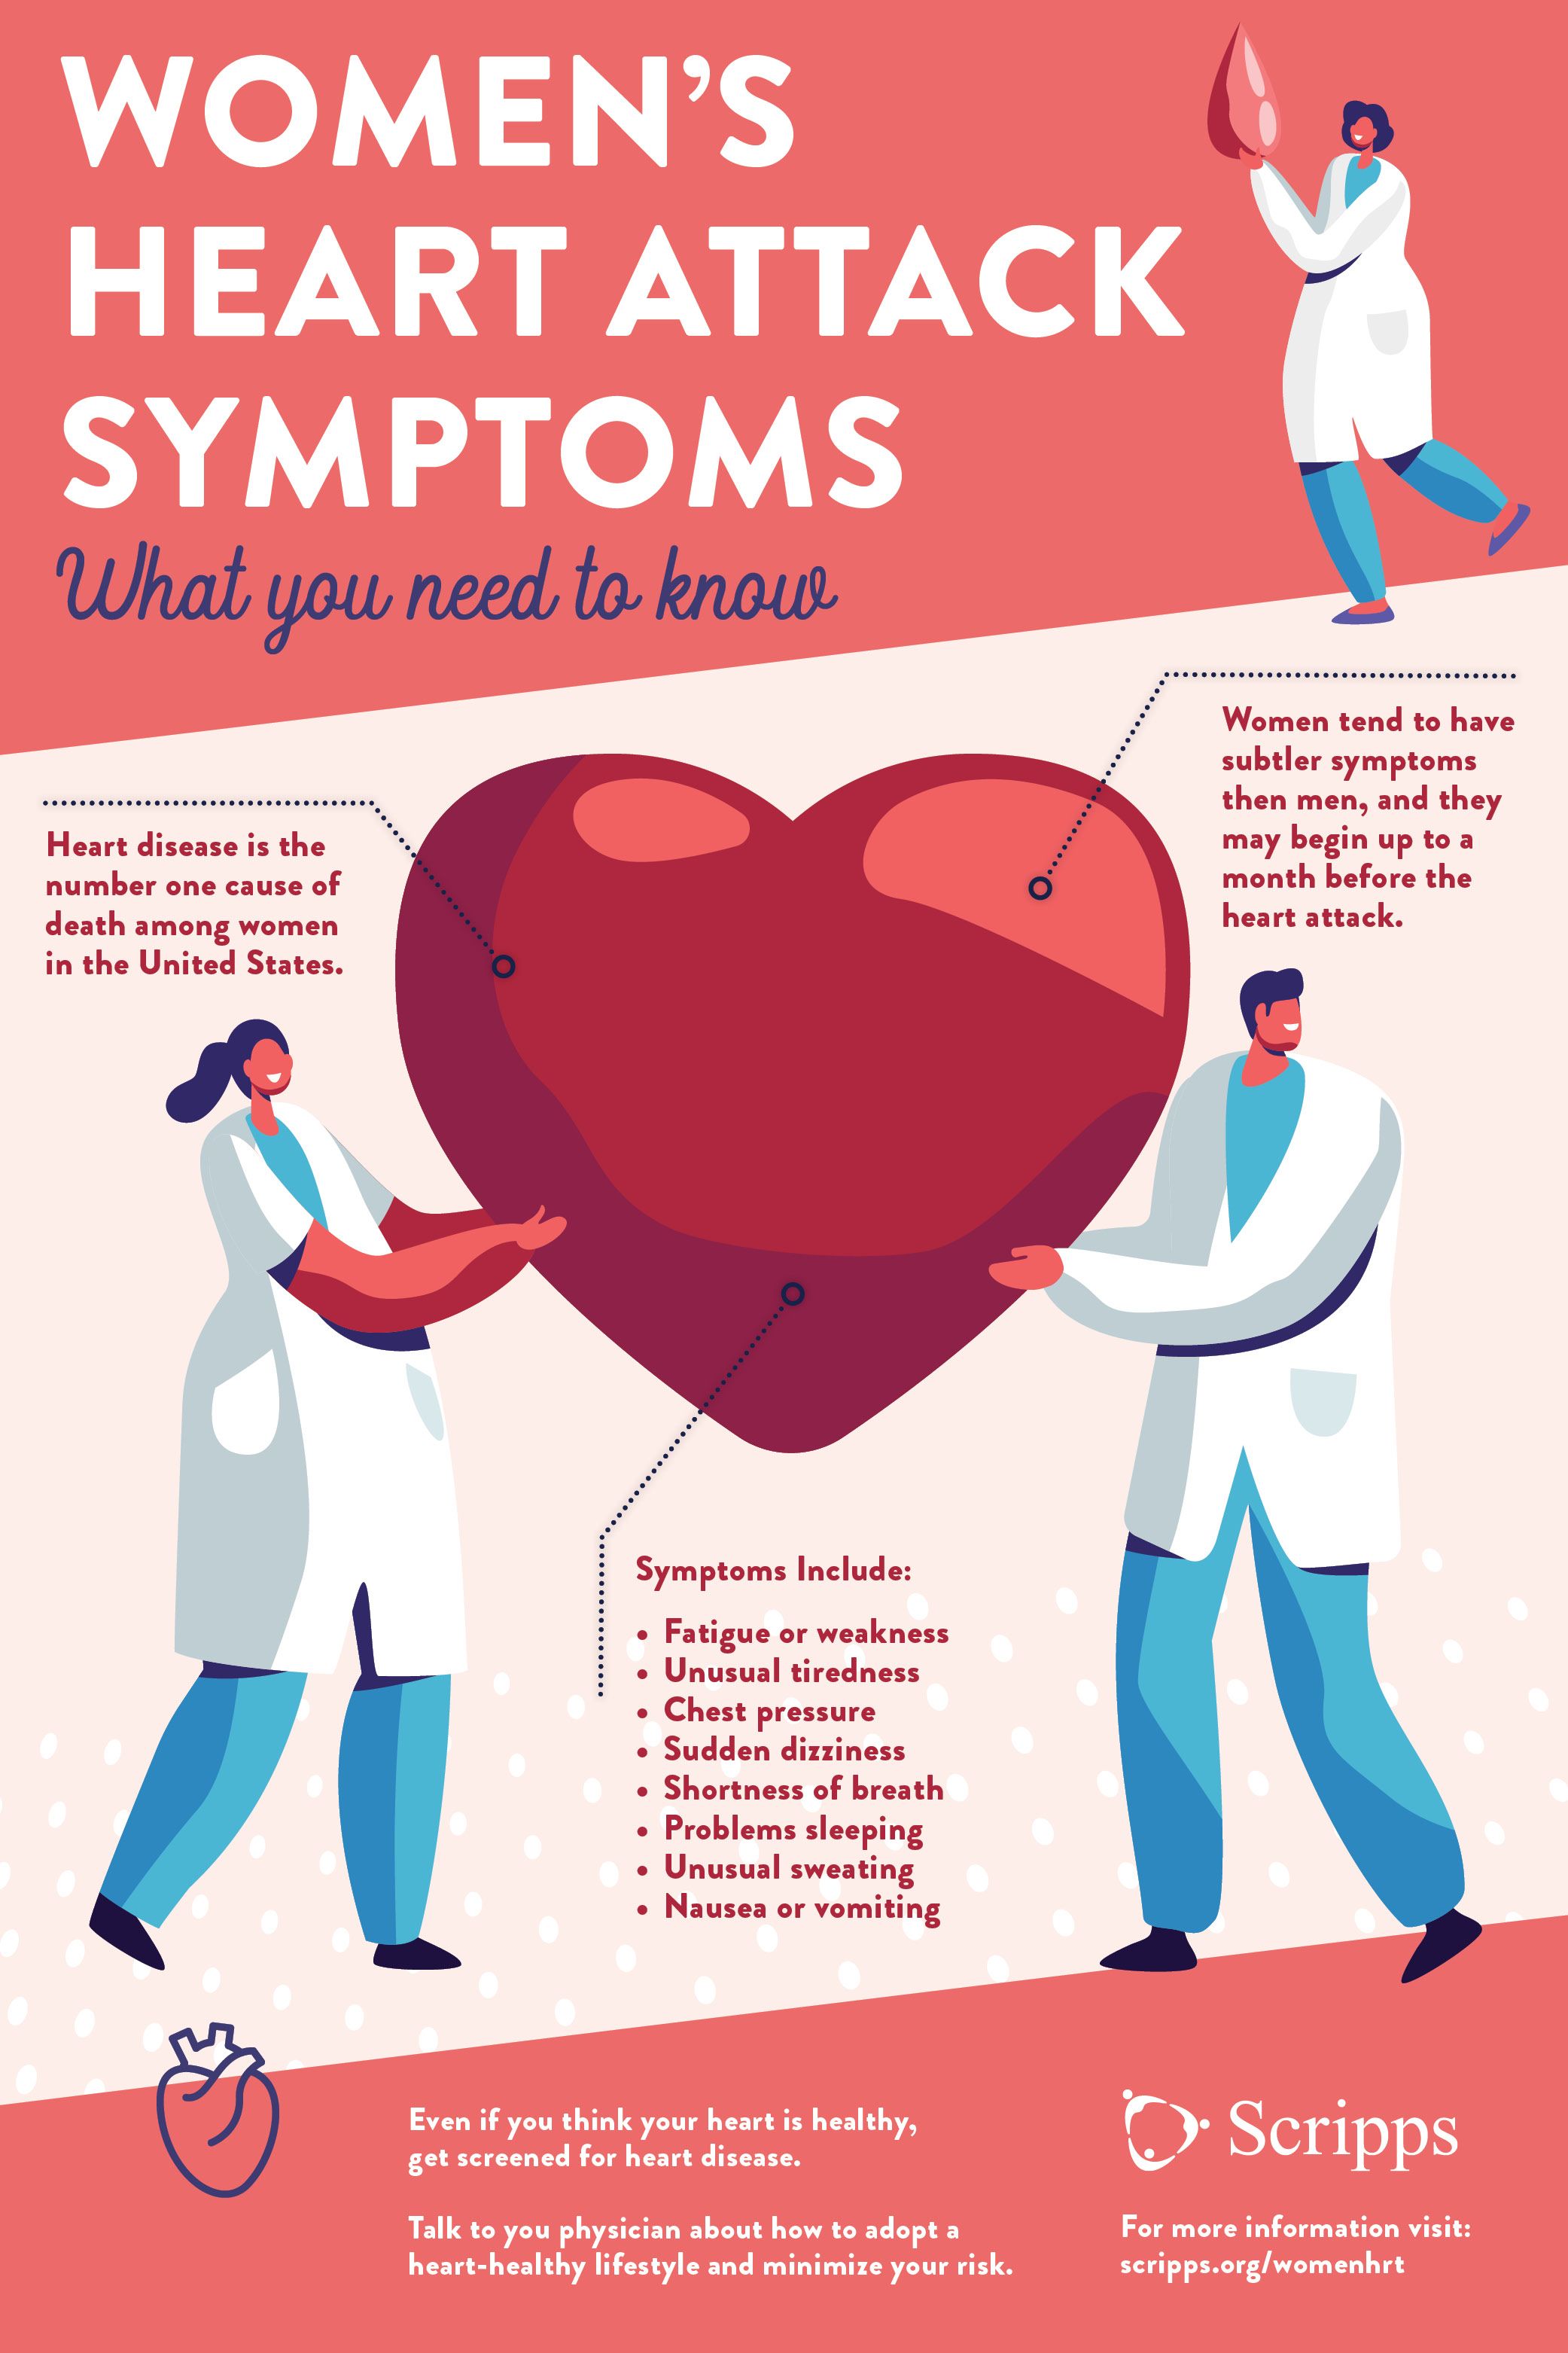 WOMEN'S
HEART ATTACK
SYMPTOMS
What you need to know
Women tend to have
subtler symptoms
then men, and they
may begin up to a
month before the
heart attack.
Heart disease is the
number one cause of
death among women
in the United States.
Symptoms Include:
• Fatigue or weakness
• Unusual tiredness
• Chest pressure
• Sudden dizziness
• Shortness of breath
• Problems sleeping
• Unusual sweating
• Nausea or vomiting
Even if you think your heart is healthy,
get screened for heart disease.
Talk to you physician about how to adopt a
heart-healthy lifestyle and minimize your risk.
Scripps
For more information visit:
scripps.org/womenhrt